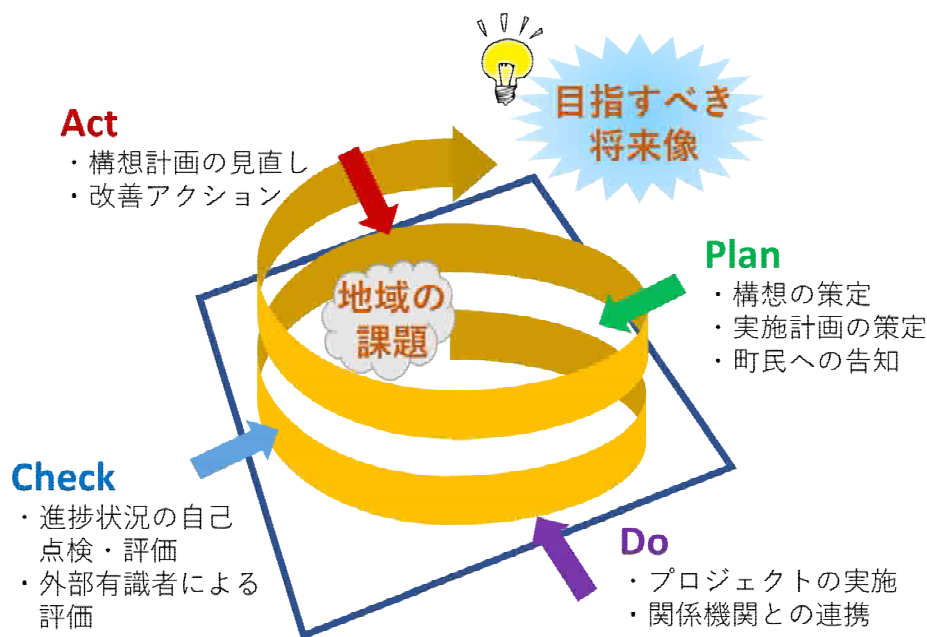 目指すべき
将来像
Act
・構想計画の見直し
・改善アクション
地域の
課題
Plan
・構想の策定
・実施計画の策定
・町民への告知
Check
・進捗状況の自己
点検・評価
・外部有識者による
評価
Do
・プロジェクトの実施
・関係機関との連携